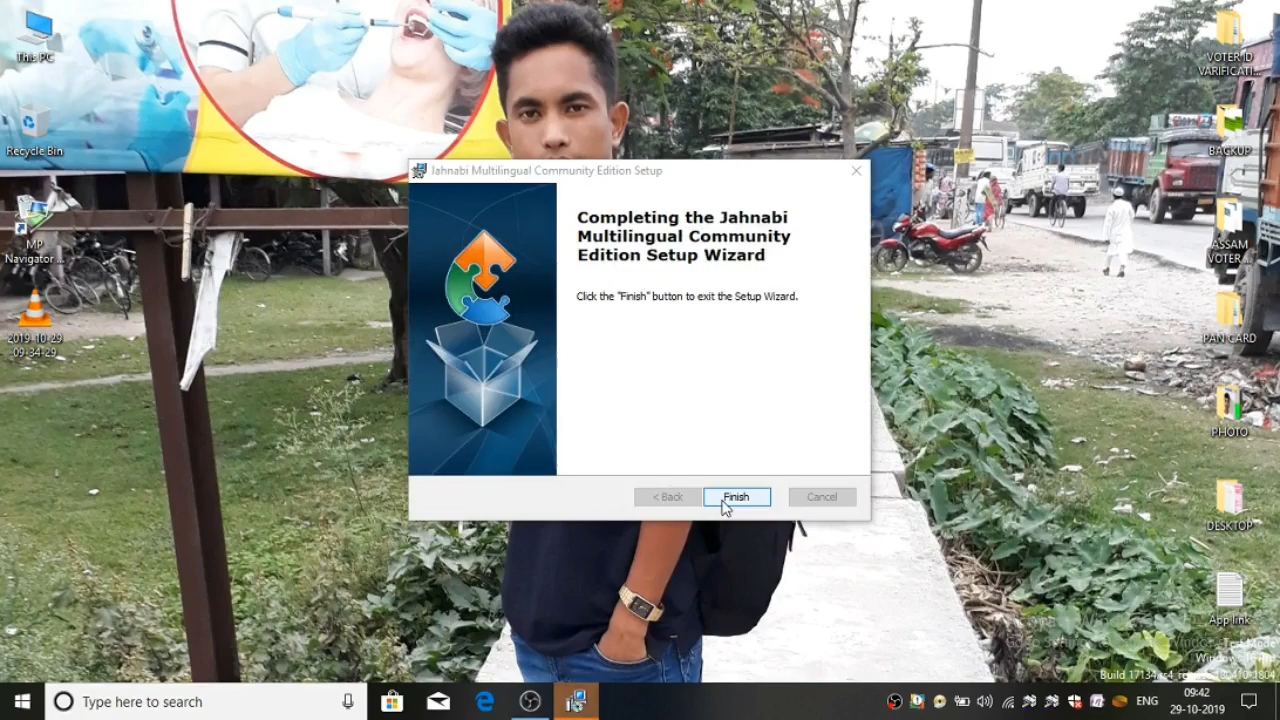 This PC
Recycle Bin
MP
Navigator ...
2019-10-29
09-34-29
Jahnabi Multilingual Community Edition Setup
Completing the Jahnabi
Multilingual Community
Edition Setup Wizard
Click the "Finish" button to exit the Setup Wizard.
< Back
Finish
Cancel
VOTER ID
VARIFICATI...
BACKUP
ASSAM
VOTER ...
PAN CARD
PHOTO
DESKTOP
App link
Test Mode
Type here to search
ENG
09:42
29-10-2019